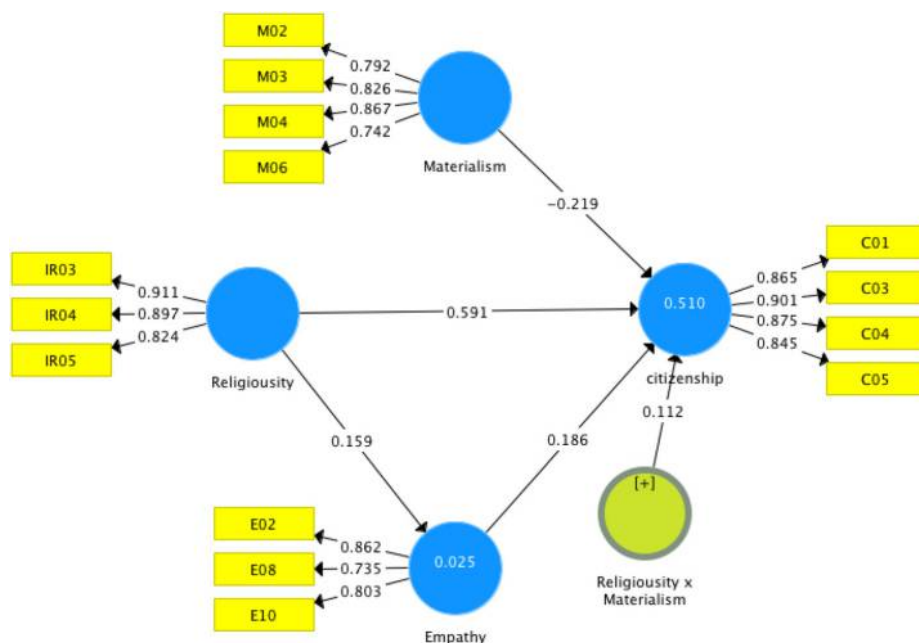 M02
0.792
M03
0.826
M04
0.867
M06
0.742
Materialism
-0.219
IR03
0.911
IR04
0.897
IR05
0.824
Religiousity
0.591
0.510
citizenship
C01
0.865
C03
0.901
C04
0.875
C05
0.845
0.159
0.186
0.112
E02
0.862
E08
0.735
E10
0.803
0.025
Empathy
[+]
Religiousity x
Materialism